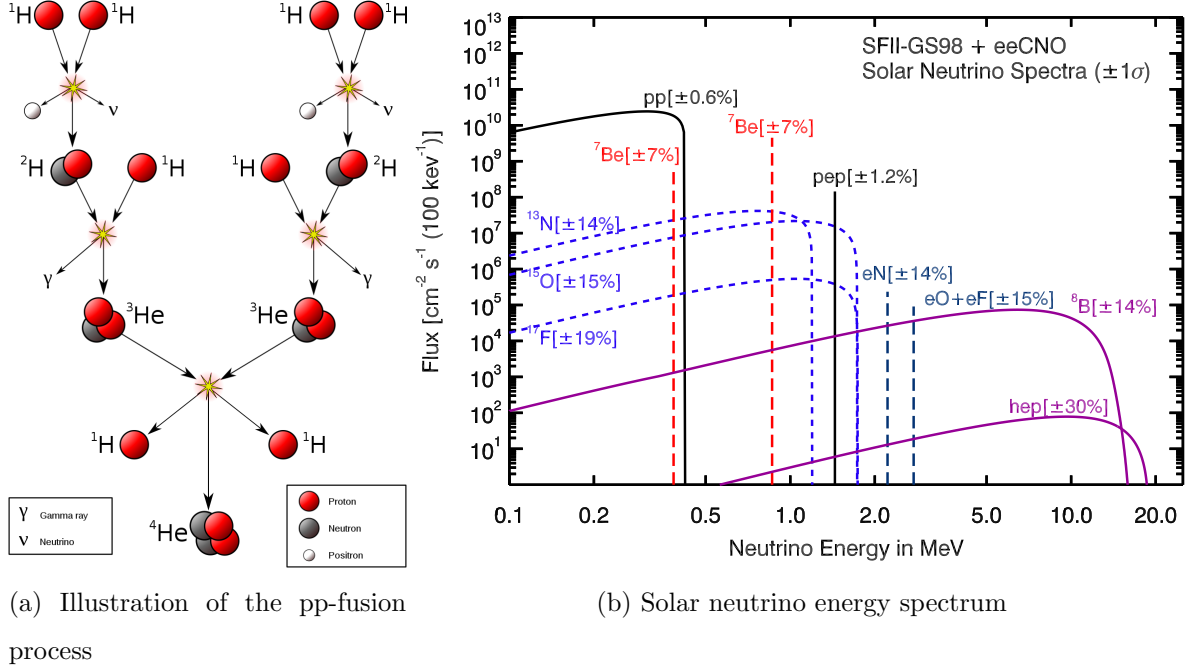 ¹H ¹H ¹H ¹H
ν ν
²H ¹H ¹H ²H
γ γ
³He ³He
¹H ¹H
⁴He
γ Gamma ray
ν Neutrino
Proton
Neutron
Positron
(a) Illustration of the pp-fusion
process
SFII-GS98 + eeCNO
Solar Neutrino Spectra (±1σ)
pp[±0.6%]
⁷Be[±7%]
⁷Be[±7%]
pep[±1.2%]
¹³N[±14%]
¹⁵O[±15%]
¹⁷F[±19%]
eN[±14%]
eO+eF[±15%]
⁸B[±14%]
hep[±30%]
Flux [cm⁻² s⁻¹ (100 kev⁻¹)]
10¹³
10¹²
10¹¹
10¹⁰
10⁹
10⁸
10⁷
10⁶
10⁵
10⁴
10³
10²
10¹
0.1 0.2 0.5 1.0 2.0 5.0 10.0 20.0
Neutrino Energy in MeV
(b) Solar neutrino energy spectrum